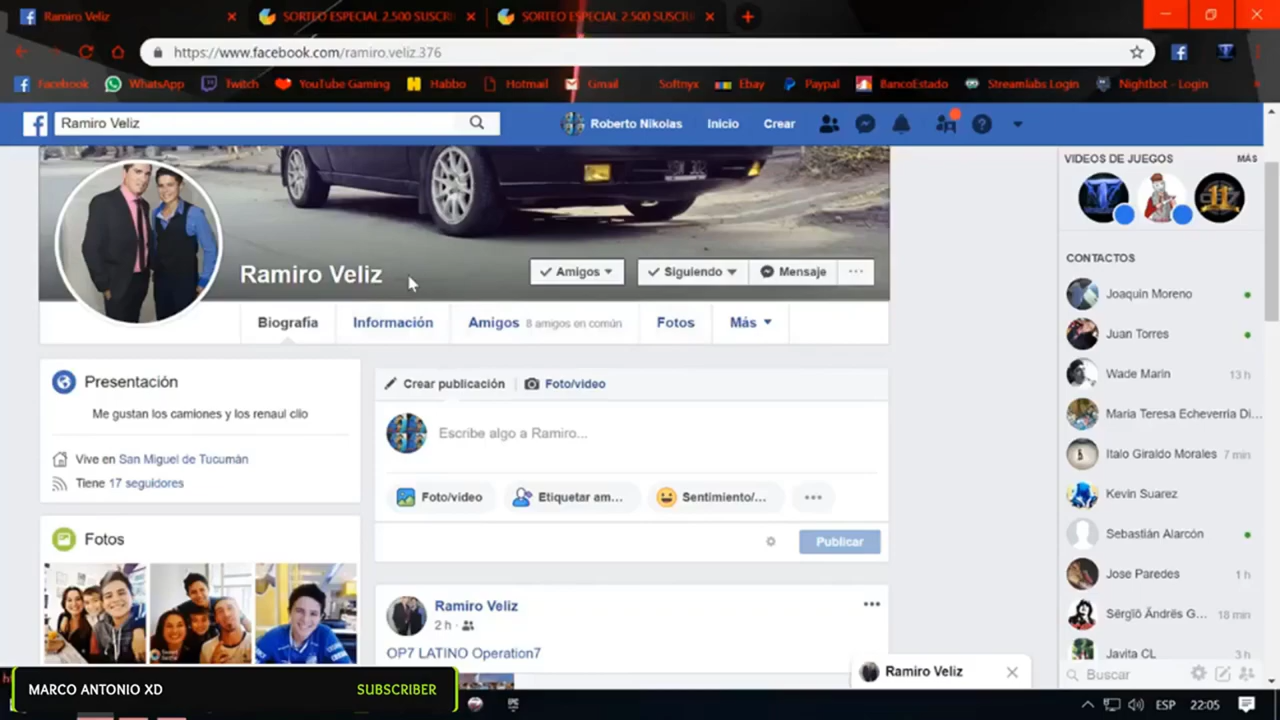 Ramiro Veliz
SORTEO ESPECIAL 2.500 SUSCRI
SORTEO ESPECIAL 2.500 SUSCRI
https://www.facebook.com/ramiro.veliz.376
Facebook
WhatsApp
Twitch
YouTube Gaming
Habbo
Hotmail
Gmail
Softnyx
Ebay
Paypal
BancoEstado
Streamlabs Login
Nightbot - Login
Ramiro Veliz
Roberto Nikolas
Inicio
Crear
Ramiro Veliz
Amigos
Siguiendo
Mensaje
Biografía
Información
Amigos 8 amigos en común
Fotos
Más
Presentación
Me gustan los camiones y los renaul clio
Vive en San Miguel de Tucumán
Tiene 17 seguidores
Fotos
Crear publicación
Foto/video
Escribe algo a Ramiro...
Foto/video
Etiquetar am...
Sentimiento/...
Publicar
Ramiro Veliz
2 h
OP7 LATINO Operation7
VIDEOS DE JUEGOS
MÁS
CONTACTOS
Joaquin Moreno
Juan Torres
Wade Marin 13 h
Maria Teresa Echeverria Di...
Italo Giraldo Morales 7 min
Kevin Suarez
Sebastián Alarcón
Jose Paredes 1 h
Sërgîö Ändrës G... 18 min
Javita CL 3 h
Buscar
Ramiro Veliz
MARCO ANTONIO XD
SUBSCRIBER
ESP
22:05